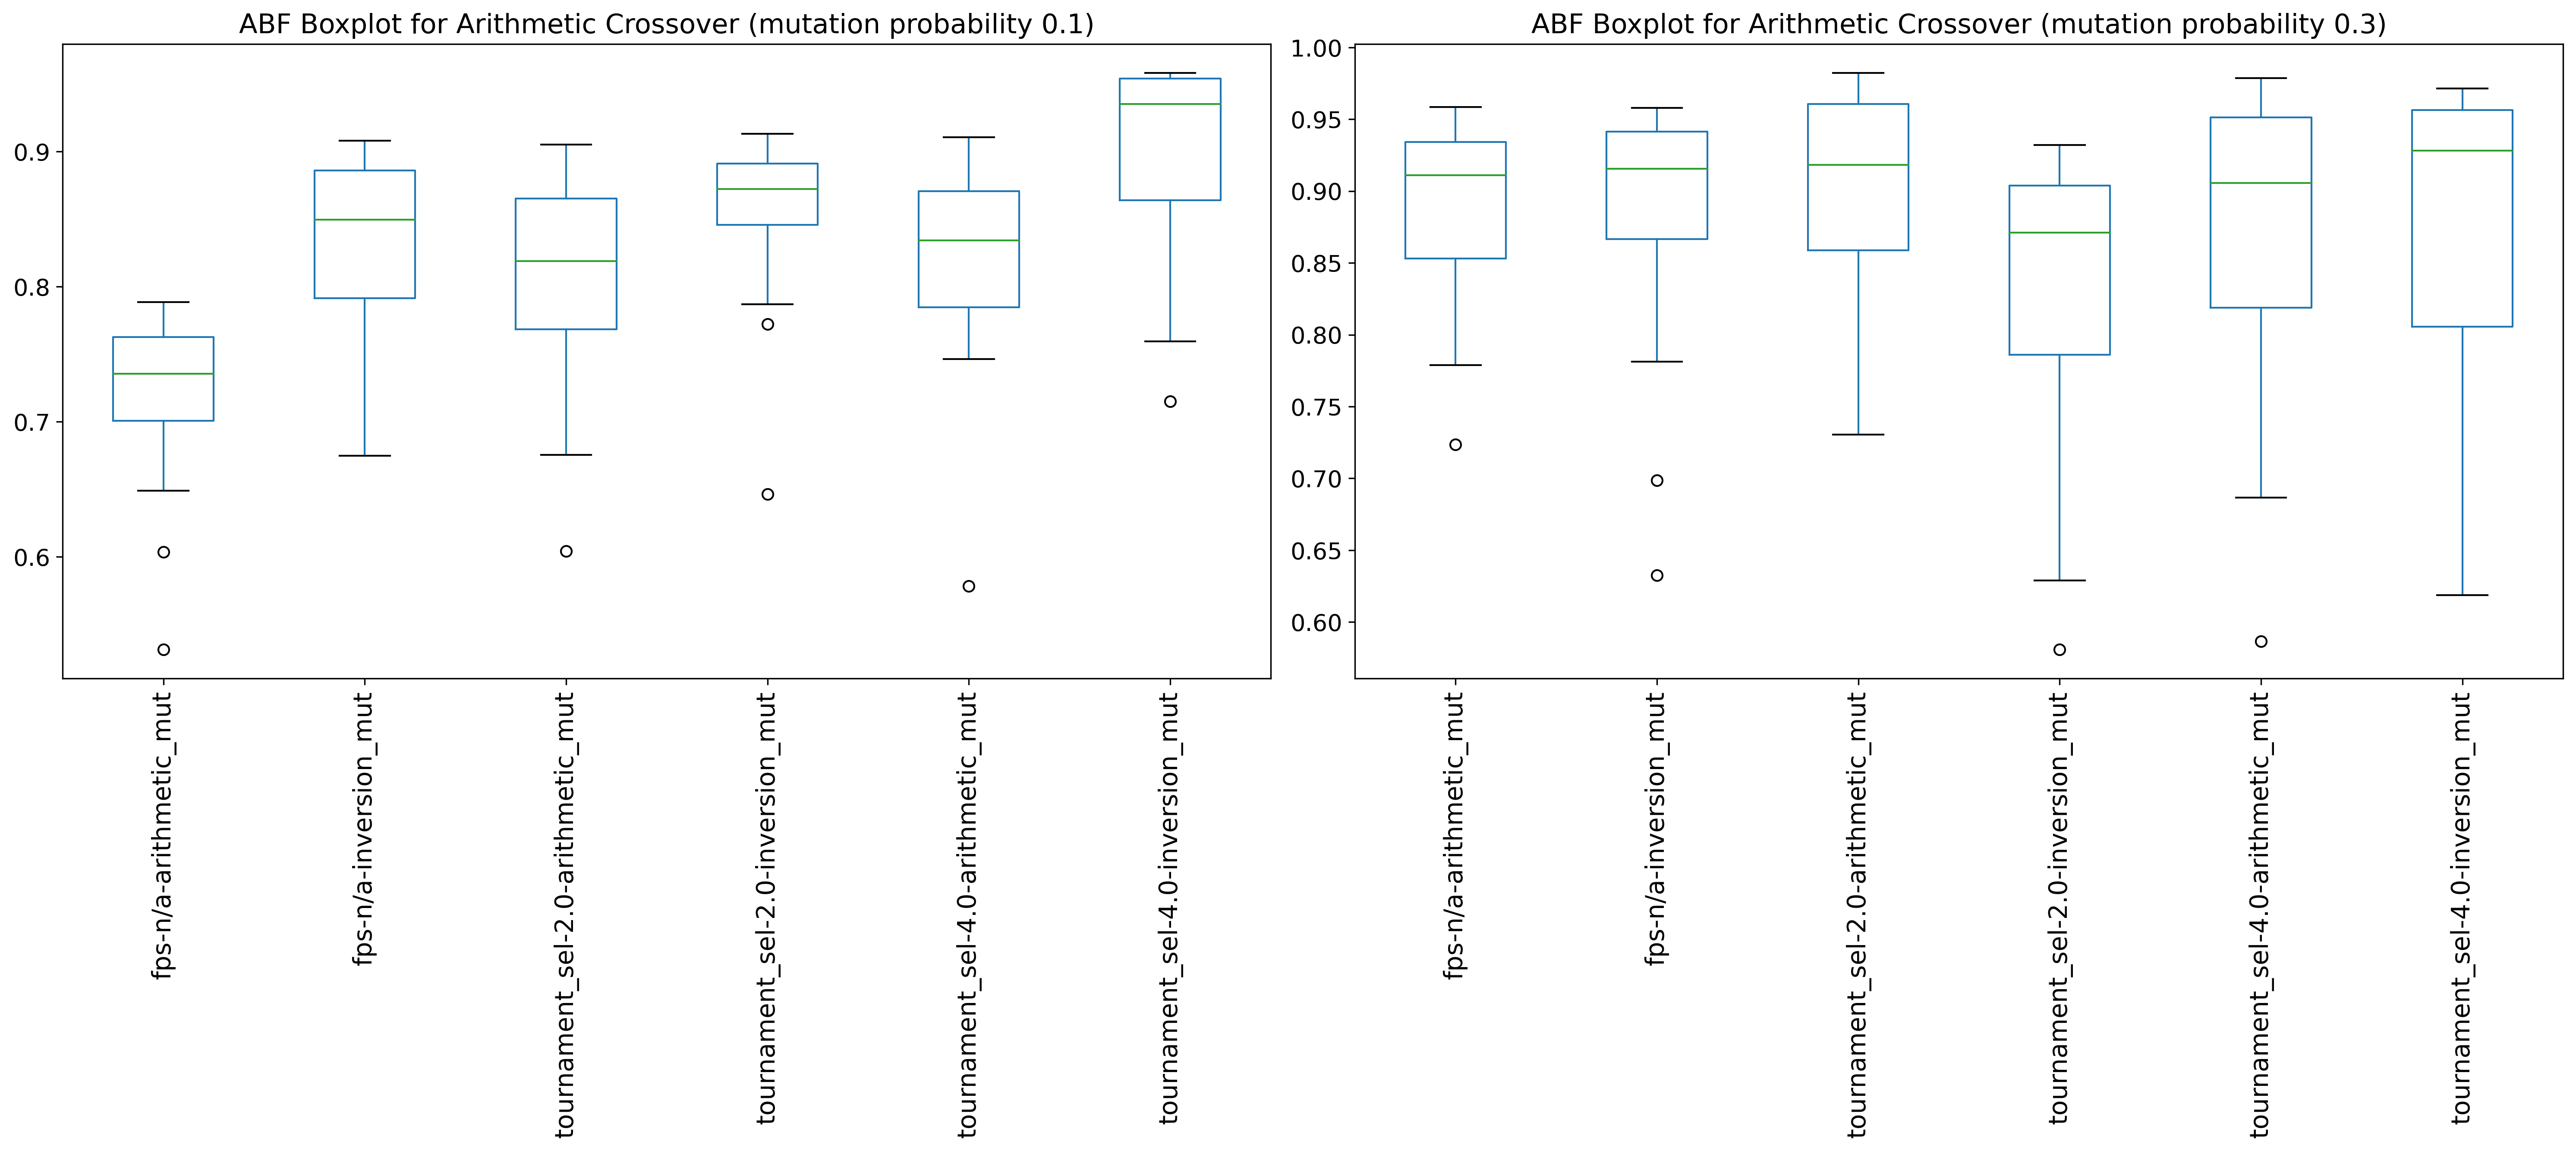 ABF Boxplot for Arithmetic Crossover (mutation probability 0.1)
0.9
0.8
0.7
0.6
fps-n/a-arithmetic_mut
fps-n/a-inversion_mut
tournament_sel-2.0-arithmetic_mut
tournament_sel-2.0-inversion_mut
tournament_sel-4.0-arithmetic_mut
tournament_sel-4.0-inversion_mut
ABF Boxplot for Arithmetic Crossover (mutation probability 0.3)
1.00
0.95
0.90
0.85
0.80
0.75
0.70
0.65
0.60
fps-n/a-arithmetic_mut
fps-n/a-inversion_mut
tournament_sel-2.0-arithmetic_mut
tournament_sel-2.0-inversion_mut
tournament_sel-4.0-arithmetic_mut
tournament_sel-4.0-inversion_mut